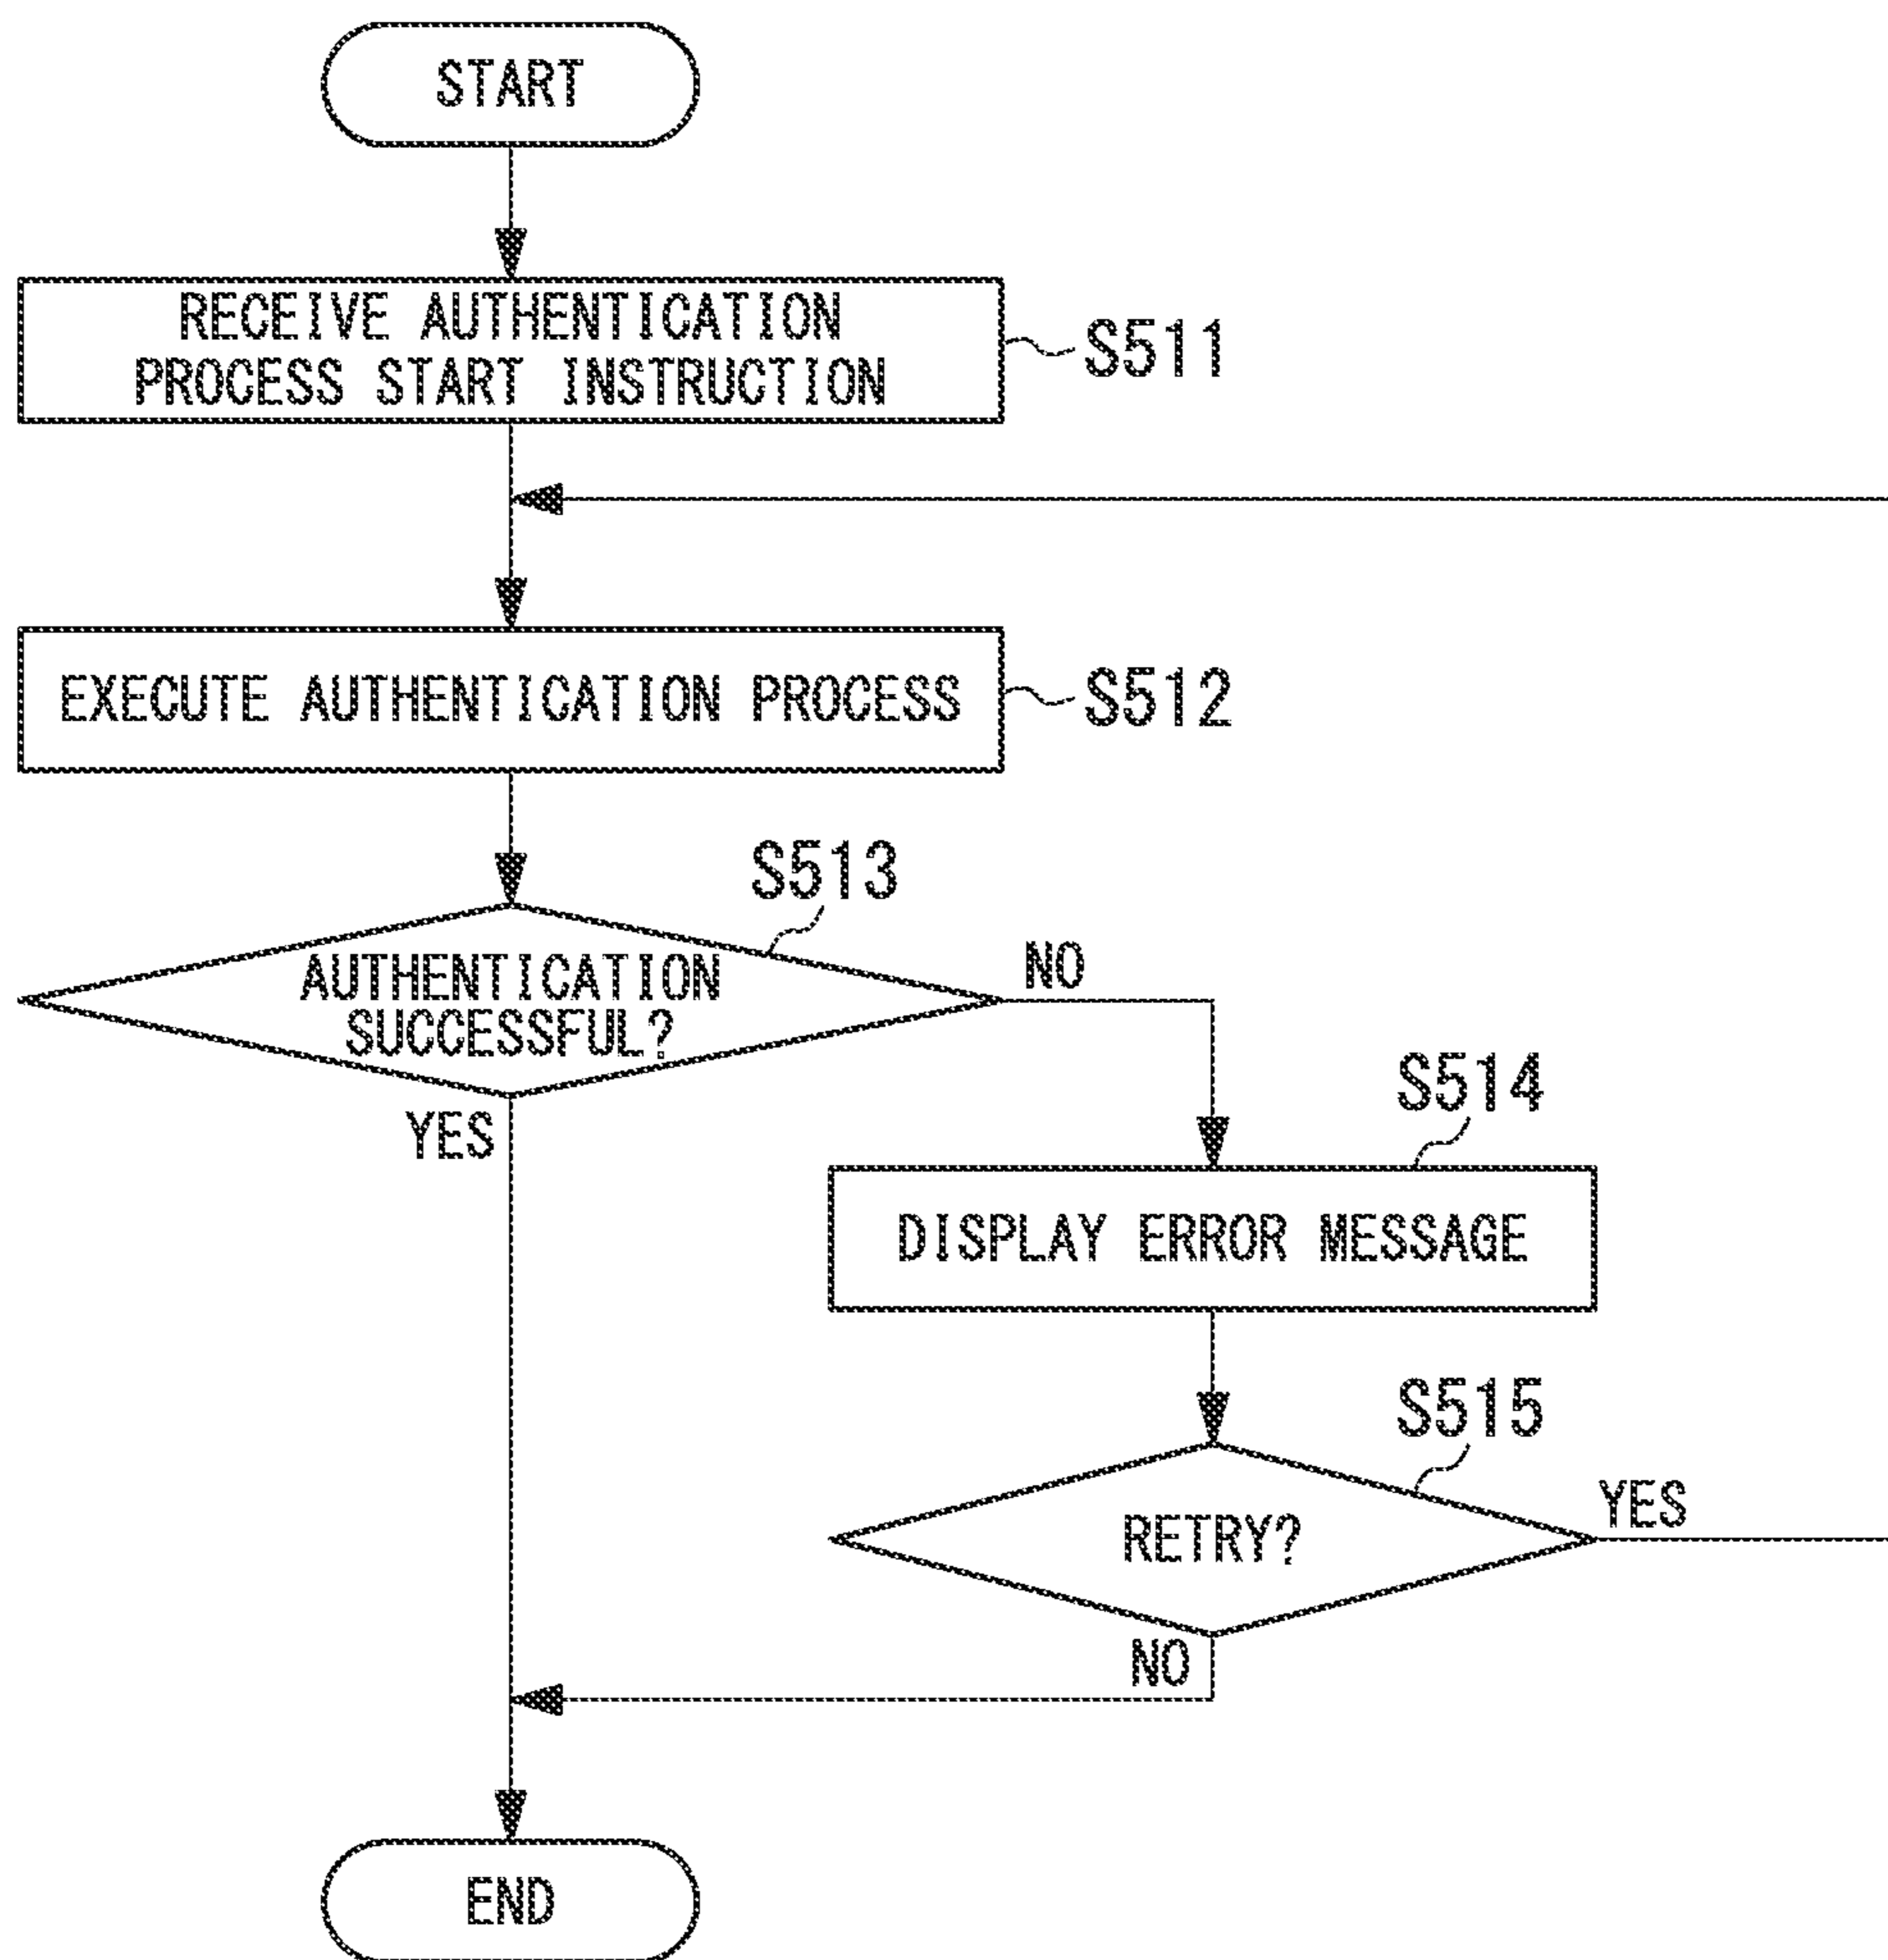 START
RECEIVE AUTHENTICATION
PROCESS START INSTRUCTION
S511
EXECUTE AUTHENTICATION PROCESS
S512
S513
AUTHENTICATION
SUCCESSFUL?
NO
YES
S514
DISPLAY ERROR MESSAGE
S515
RETRY?
YES
NO
END